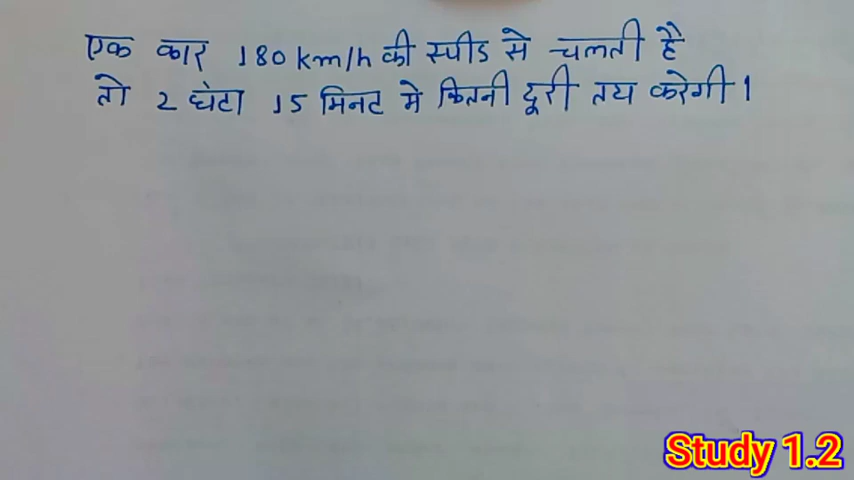 एक कार 180 km/h की स्पीड से चलती है
तो 2 घंटा 15 मिनट मे कितनी दूरी तय करेगी।
Study 1.2